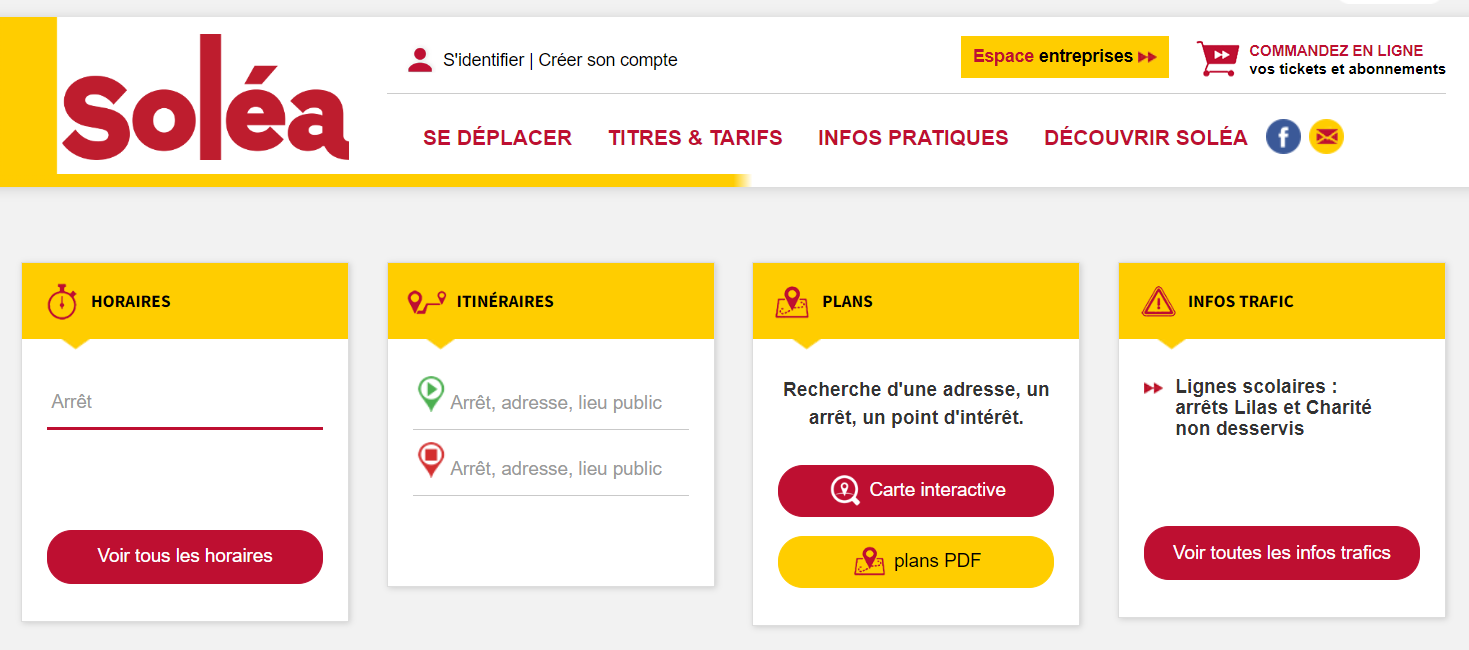 soléa
S'identifier | Créer son compte
Espace entreprises
COMMANDEZ EN LIGNE
vos tickets et abonnements
SE DÉPLACER
TITRES & TARIFS
INFOS PRATIQUES
DÉCOUVRIR SOLÉA
f
HORAIRES
Arrêt
Voir tous les horaires
ITINÉRAIRES
Arrêt, adresse, lieu public
Arrêt, adresse, lieu public
PLANS
Recherche d'une adresse, un
arrêt, un point d'intérêt.
Carte interactive
plans PDF
INFOS TRAFIC
Lignes scolaires :
arrêts Lilas et Charité
non desservis
Voir toutes les infos trafics